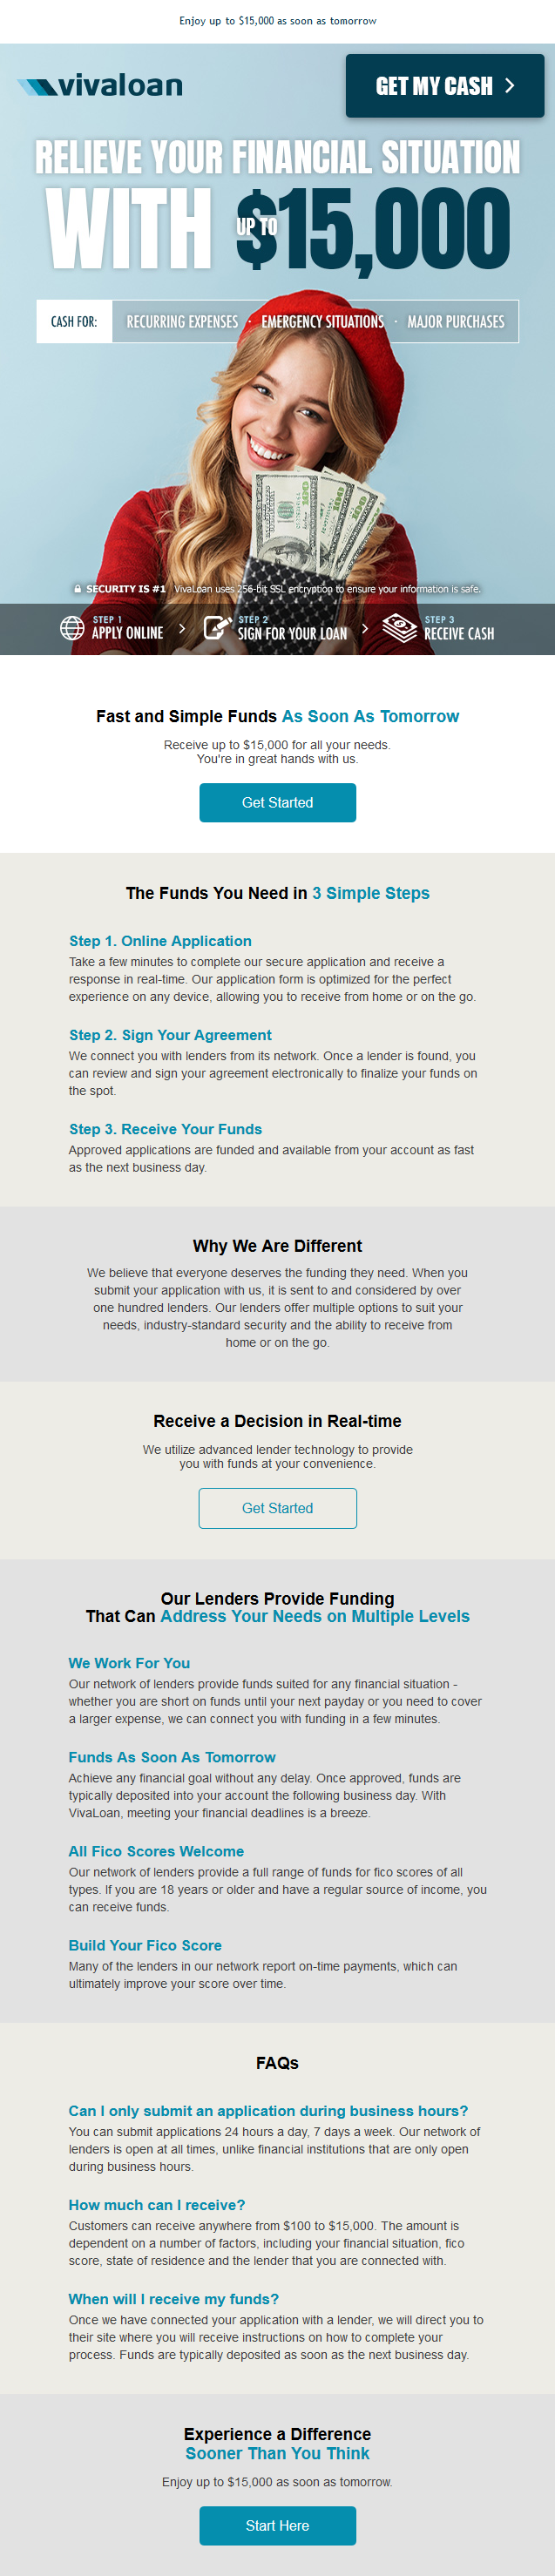 Enjoy up to $15,000 as soon as tomorrow
vivaloan
GET MY CASH
RELIEVE YOUR FINANCIAL SITUATION
WITH UP TO $15,000
CASH FOR: RECURRING EXPENSES · EMERGENCY SITUATIONS · MAJOR PURCHASES
SECURITY IS #1 VivaLoan uses 256-bit SSL encryption to ensure your information is safe.
STEP 1
APPLY ONLINE
STEP 2
SIGN FOR YOUR LOAN
STEP 3
RECEIVE CASH
Fast and Simple Funds As Soon As Tomorrow
Receive up to $15,000 for all your needs.
You're in great hands with us.
Get Started
The Funds You Need in 3 Simple Steps
Step 1. Online Application
Take a few minutes to complete our secure application and receive a
response in real-time. Our application form is optimized for the perfect
experience on any device, allowing you to receive from home or on the go.
Step 2. Sign Your Agreement
We connect you with lenders from its network. Once a lender is found, you
can review and sign your agreement electronically to finalize your funds on
the spot.
Step 3. Receive Your Funds
Approved applications are funded and available from your account as fast
as the next business day.
Why We Are Different
We believe that everyone deserves the funding they need. When you
submit your application with us, it is sent to and considered by over
one hundred lenders. Our lenders offer multiple options to suit your
needs, industry-standard security and the ability to receive from
home or on the go.
Receive a Decision in Real-time
We utilize advanced lender technology to provide
you with funds at your convenience.
Get Started
Our Lenders Provide Funding
That Can Address Your Needs on Multiple Levels
We Work For You
Our network of lenders provide funds suited for any financial situation -
whether you are short on funds until your next payday or you need to cover
a larger expense, we can connect you with funding in a few minutes.
Funds As Soon As Tomorrow
Achieve any financial goal without any delay. Once approved, funds are
typically deposited into your account the following business day. With
VivaLoan, meeting your financial deadlines is a breeze.
All Fico Scores Welcome
Our network of lenders provide a full range of funds for fico scores of all
types. If you are 18 years or older and have a regular source of income, you
can receive funds.
Build Your Fico Score
Many of the lenders in our network report on-time payments, which can
ultimately improve your score over time.
FAQs
Can I only submit an application during business hours?
You can submit applications 24 hours a day, 7 days a week. Our network of
lenders is open at all times, unlike financial institutions that are only open
during business hours.
How much can I receive?
Customers can receive anywhere from $100 to $15,000. The amount is
dependent on a number of factors, including your financial situation, fico
score, state of residence and the lender that you are connected with.
When will I receive my funds?
Once we have connected your application with a lender, we will direct you to
their site where you will receive instructions on how to complete your
process. Funds are typically deposited as soon as the next business day.
Experience a Difference
Sooner Than You Think
Enjoy up to $15,000 as soon as tomorrow.
Start Here